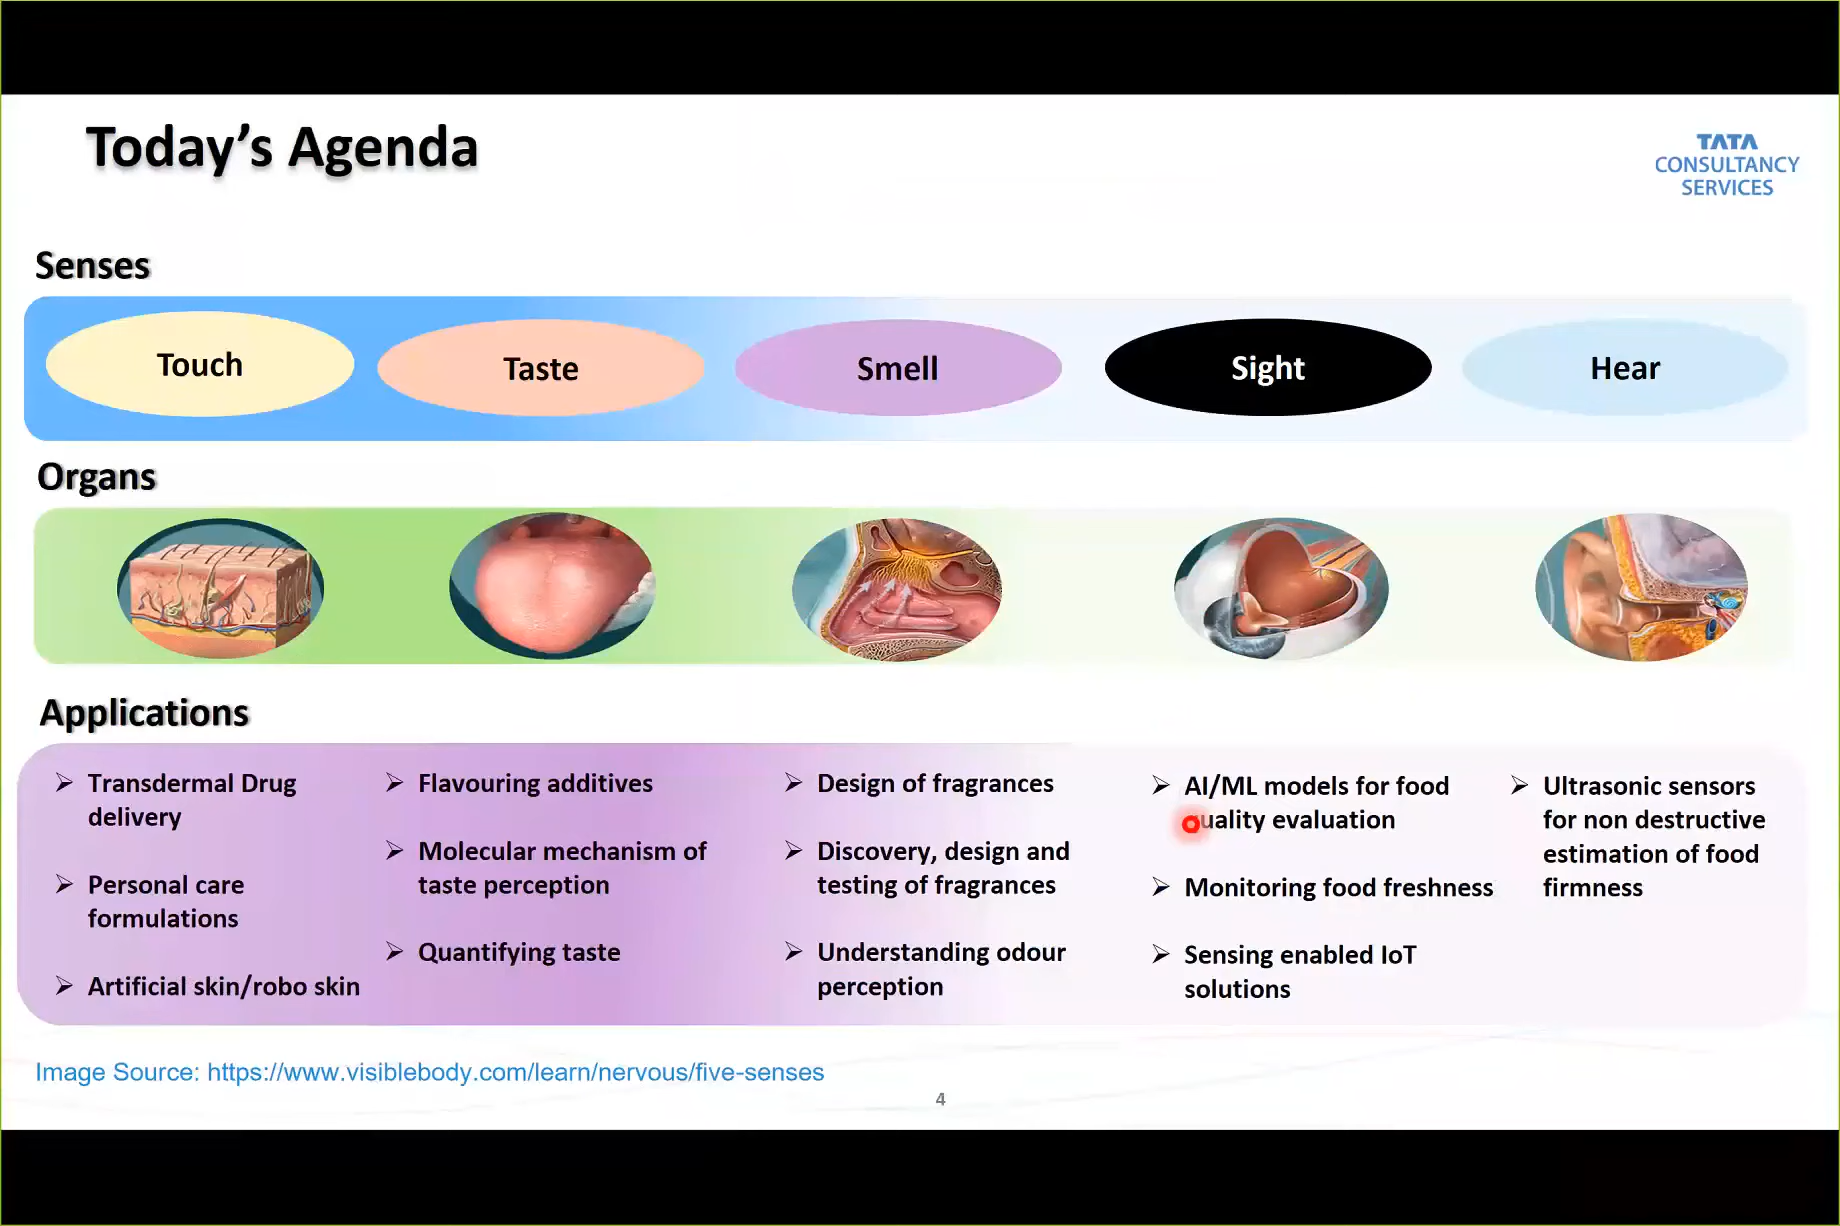 Today's Agenda
TATA
CONSULTANCY
SERVICES
Senses
Touch
Taste
Smell
Sight
Hear
Organs
Applications
Transdermal Drug
delivery
Personal care
formulations
Artificial skin/robo skin
Flavouring additives
Molecular mechanism of
taste perception
Quantifying taste
Design of fragrances
Discovery, design and
testing of fragrances
Understanding odour
perception
AI/ML models for food
quality evaluation
Monitoring food freshness
Sensing enabled IoT
solutions
Ultrasonic sensors
for non destructive
estimation of food
firmness
Image Source: https://www.visiblebody.com/learn/nervous/five-senses
4